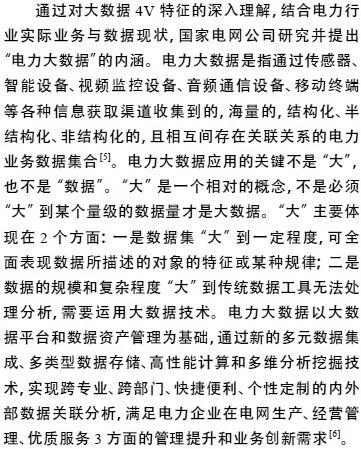 通过对大数据 4V 特征的深入理解, 结合电力行
业实际业务与数据现状, 国家电网公司研究并提出
“电力大数据”的内涵。电力大数据是指通过传感器、
智能设备、视频监控设备、音频通信设备、移动终端
等各种信息获取渠道收集到的, 海量的, 结构化、半
结构化、非结构化的, 且相互间存在关联关系的电力
业务数据集合[5]。电力大数据应用的关键不是“大”,
也不是“数据”。“大”是一个相对的概念, 不是必须
“大”到某个量级的数据量才是大数据。“大”主要体
现在 2 个方面: 一是数据集“大”到一定程度, 可全
面表现数据所描述的对象的特征或某种规律; 二是
数据的规模和复杂程度“大”到传统数据工具无法处
理分析, 需要运用大数据技术。电力大数据以大数
据平台和数据资产管理为基础, 通过新的多元数据集
成、多类型数据存储、高性能计算和多维分析挖掘技
术, 实现跨专业、跨部门、快捷便利、个性定制的内外
部数据关联分析, 满足电力企业在电网生产、经营管
理、优质服务 3 方面的管理提升和业务创新需求[6]。